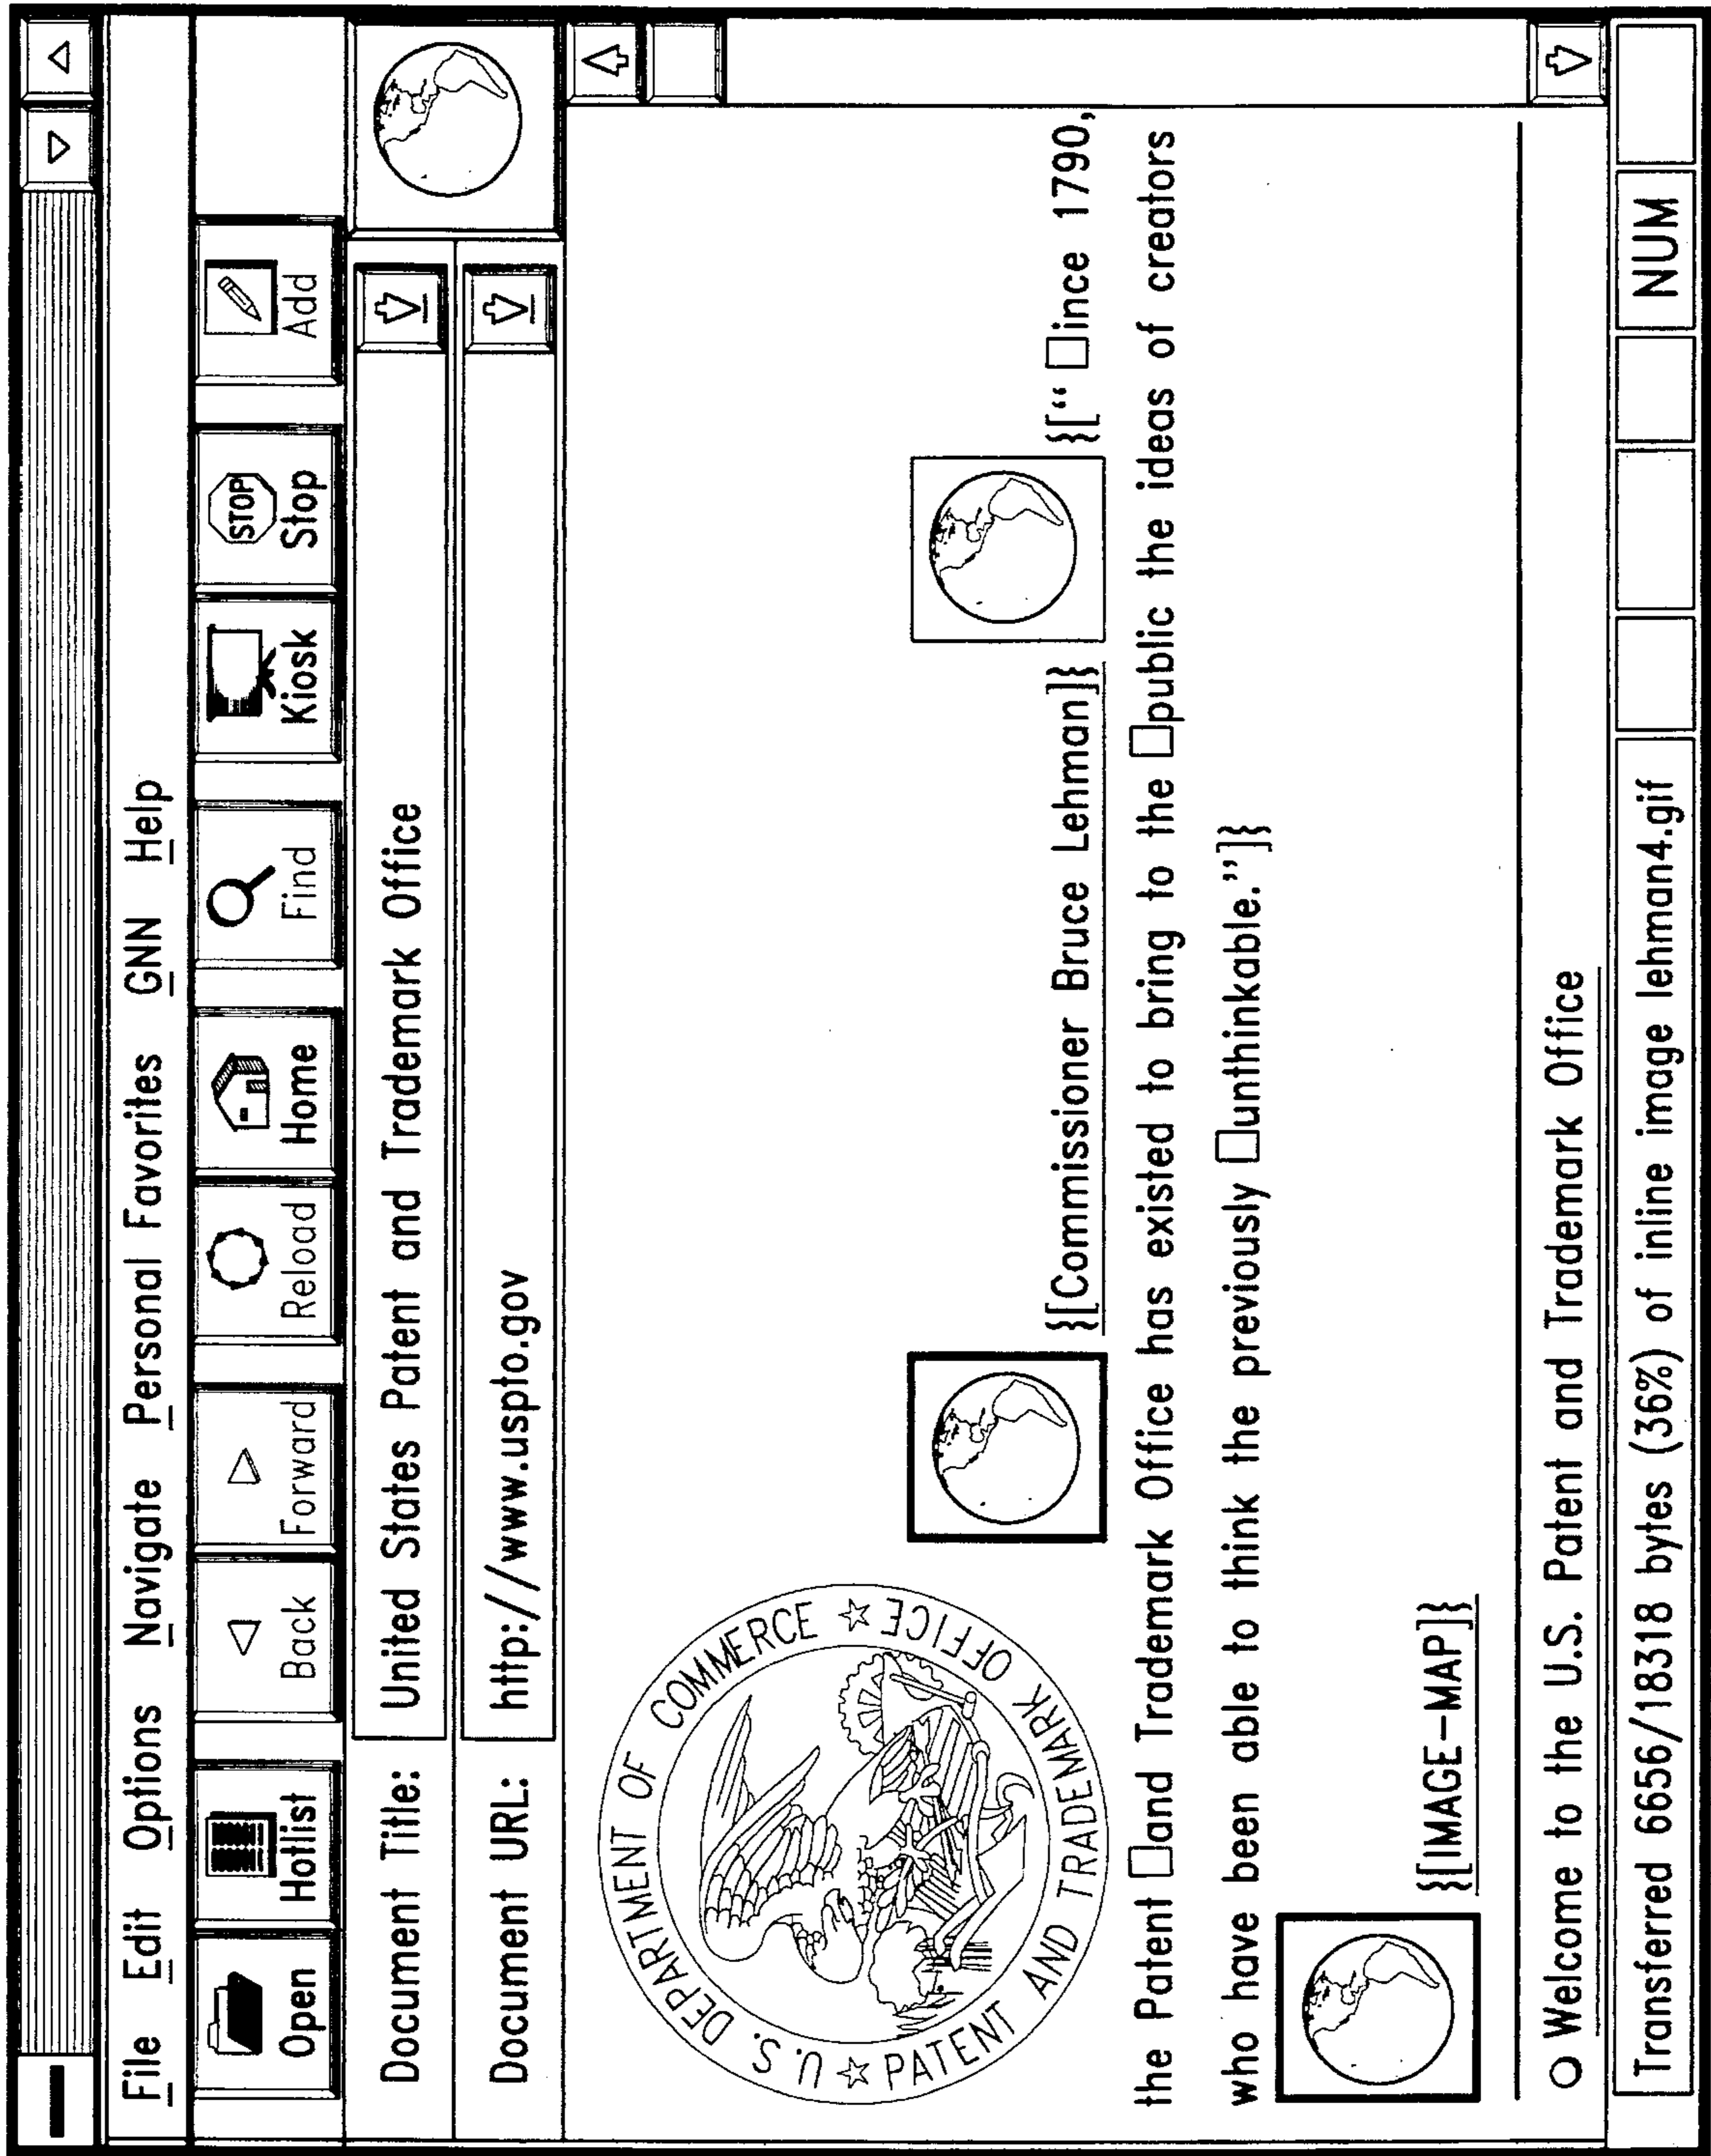 File Edit Options Navigate Personal Favorites GNN Help
Open Hotlist Back Forward Reload Home Find Kiosk STOP Stop Add
Document Title: United States Patent and Trademark Office
Document URL: http://www.uspto.gov
U.S. DEPARTMENT OF COMMERCE ☆ PATENT AND TRADEMARK OFFICE ☆
}[Commissioner Bruce Lehman]} }[“ □ince 1790,
the Patent □and Trademark Office has existed to bring to the □public the ideas of creators
who have been able to think the previously □unthinkable.”]}
}[IMAGE-MAP]}
○ Welcome to the U.S. Patent and Trademark Office
Transferred 6656/18318 bytes (36%) of inline image lehman4.gif NUM